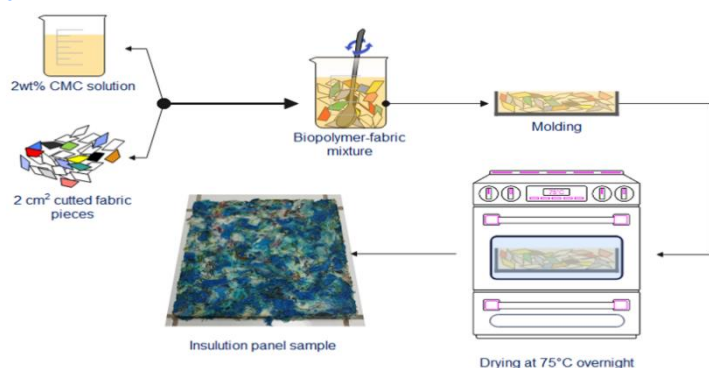 2wt% CMC solution
2 cm² cutted fabric
pieces
Biopolymer-fabric
mixture
Molding
75°C
Insulution panel sample
Drying at 75°C overnight